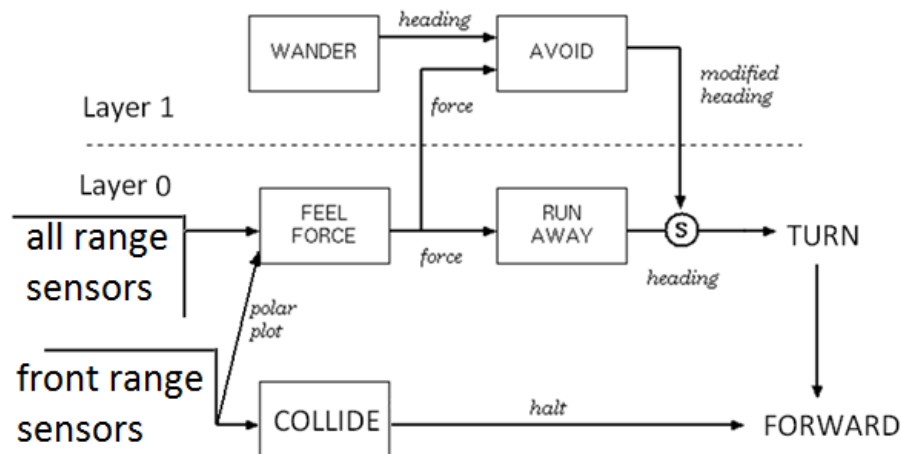 heading
WANDER
AVOID
modified
heading
force
Layer 1
Layer 0
FEEL
FORCE
RUN
AWAY
S
TURN
all range
sensors
force
heading
polar
plot
front range
sensors
COLLIDE
halt
FORWARD